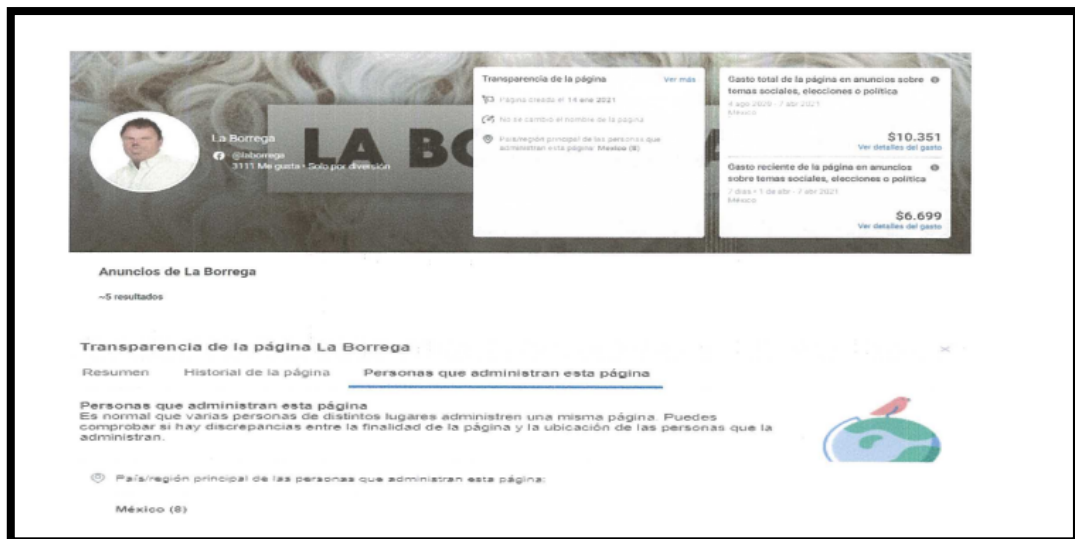 LA BO
La Borrega
@laborrega
3111 Me gusta • Solo por diversión
Transparencia de la página
Ver más
Página creada el 14 ene 2021
No se cambió el nombre de la página
País/región principal de las personas que
administran esta página: Mexico (8)
Gasto total de la página en anuncios sobre
temas sociales, elecciones o política
4 ago 2020 - 7 abr 2021
México
$10.351
Ver detalles del gasto
Gasto reciente de la página en anuncios
sobre temas sociales, elecciones o política
7 días • 1 de abr - 7 abr 2021
México
$6.699
Ver detalles del gasto
Anuncios de La Borrega
~5 resultados
Transparencia de la página La Borrega
Resumen Historial de la página Personas que administran esta página
Personas que administran esta página
Es normal que varias personas de distintos lugares administren una misma página. Puedes
comprobar si hay discrepancias entre la finalidad de la página y la ubicación de las personas que la
administran.
País/región principal de las personas que administran esta página:
México (8)